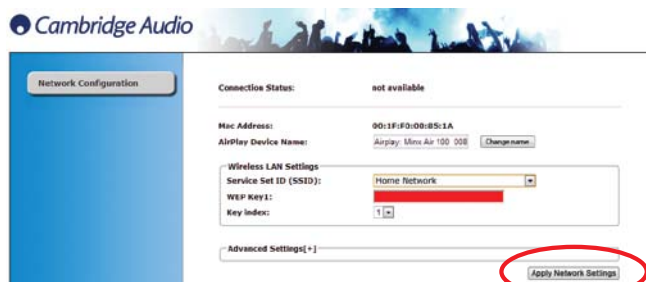 Cambridge Audio
Network Configuration
Connection Status: not available
Mac Address: 00:1F:F0:00:85:1A
AirPlay Device Name: Airplay: Minx Air 100 008 Change name
Wireless LAN Settings
Service Set ID (SSID): Home Network
WEP Key1:
Key index: 1
Advanced Settings[+]
Apply Network Settings